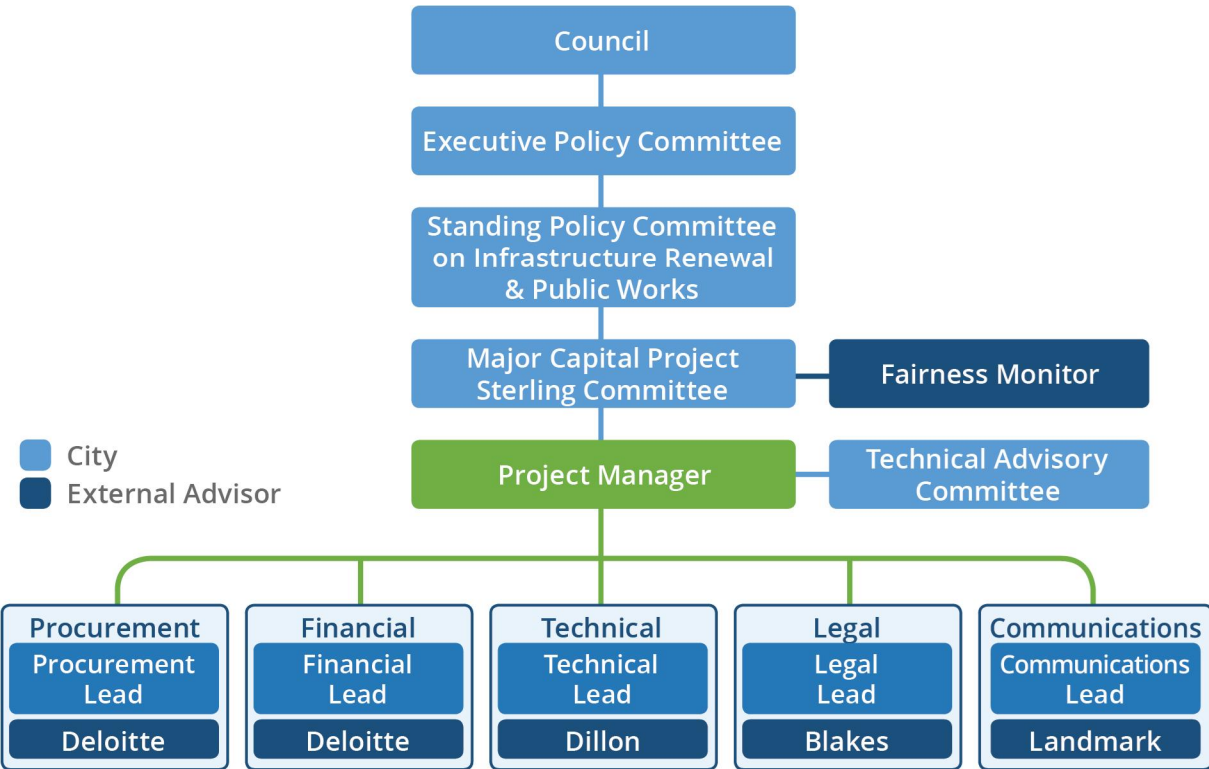 Council
Executive Policy Committee
Standing Policy Committee
on Infrastructure Renewal
& Public Works
Major Capital Project
Sterling Committee
Fairness Monitor
City
External Advisor
Project Manager
Technical Advisory
Committee
Procurement
Procurement
Lead
Deloitte
Financial
Financial
Lead
Deloitte
Technical
Technical
Lead
Dillon
Legal
Legal
Lead
Blakes
Communications
Communications
Lead
Landmark